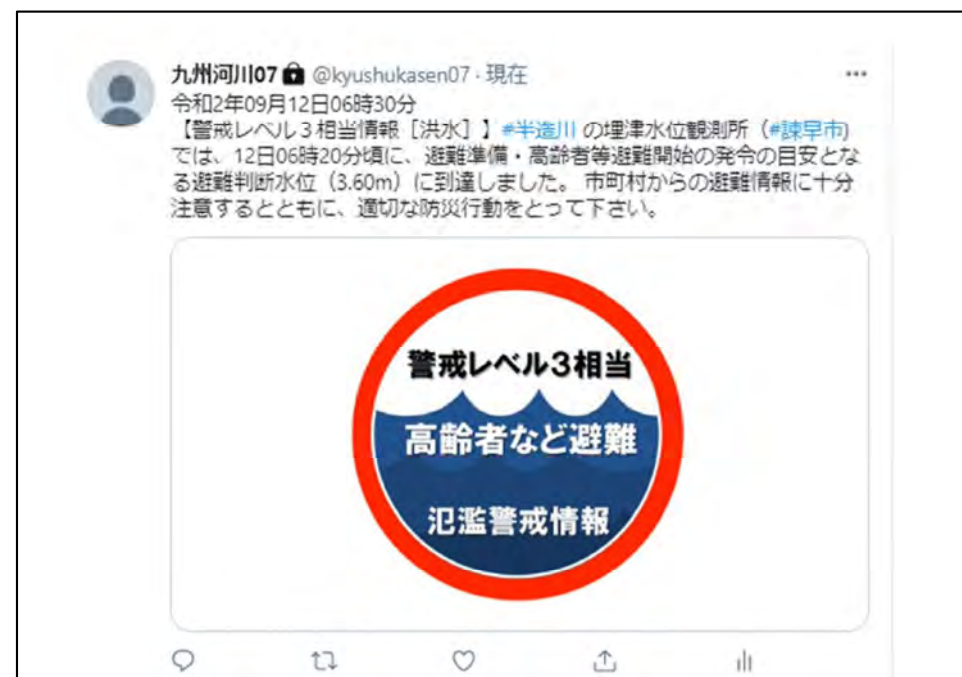 九州河川07 @kyushukasen07・現在
令和2年09月12日06時30分
【警戒レベル3相当情報［洪水］】#半造川 の埋津水位観測所（#諫早市)
では、12日06時20分頃に、避難準備・高齢者等避難開始の発令の目安とな
る避難判断水位（3.60m）に到達しました。 市町村からの避難情報に十分
注意するとともに、適切な防災行動をとって下さい。
警戒レベル3相当
高齢者など避難
氾濫警戒情報